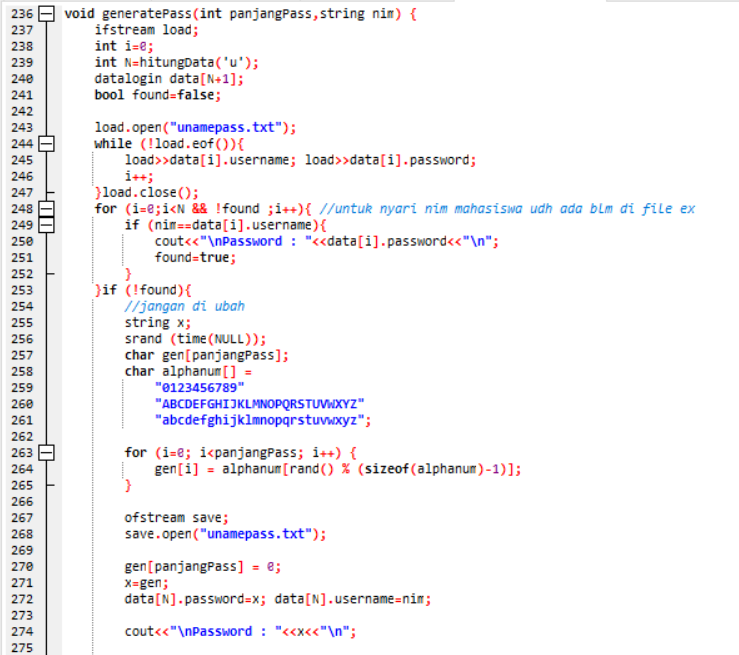 236 void generatePass(int panjangPass,string nim) {
237 ifstream load;
238 int i=0;
239 int N=hitungData('u');
240 datalogin data[N+1];
241 bool found=false;
242
243 load.open("unamepass.txt");
244 while (!load.eof()){
245 load>>data[i].username; load>>data[i].password;
246 i++;
247 }load.close();
248 for (i=0;i<N && !found ;i++){ //untuk nyari nim mahasiswa udh ada blm di file ex
249 if (nim==data[i].username){
250 cout<<"\nPassword : "<<data[i].password<<"\n";
251 found=true;
252 }
253 }if (!found){
254 //jangan di ubah
255 string x;
256 srand (time(NULL));
257 char gen[panjangPass];
258 char alphanum[] =
259 "0123456789"
260 "ABCDEFGHIJKLMNOPQRSTUVWXYZ"
261 "abcdefghijklmnopqrstuvwxyz";
262
263 for (i=0; i<panjangPass; i++) {
264 gen[i] = alphanum[rand() % (sizeof(alphanum)-1)];
265 }
266
267 ofstream save;
268 save.open("unamepass.txt");
269
270 gen[panjangPass] = 0;
271 x=gen;
272 data[N].password=x; data[N].username=nim;
273
274 cout<<"\nPassword : "<<x<<"\n";
275